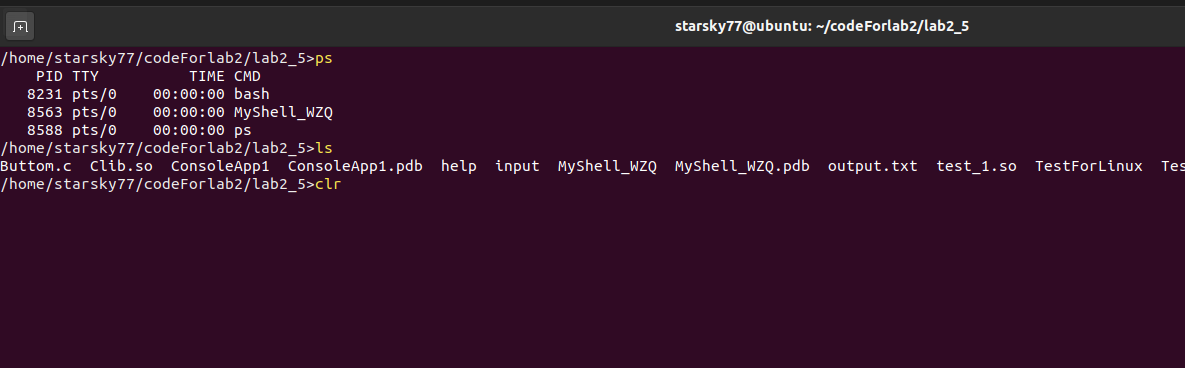 starsky77@ubuntu: ~/codeForlab2/lab2_5
/home/starsky77/codeForlab2/lab2_5>ps
    PID TTY          TIME CMD
   8231 pts/0    00:00:00 bash
   8563 pts/0    00:00:00 MyShell_WZQ
   8588 pts/0    00:00:00 ps
/home/starsky77/codeForlab2/lab2_5>ls
Buttom.c  Clib.so  ConsoleApp1  ConsoleApp1.pdb  help  input  MyShell_WZQ  MyShell_WZQ.pdb  output.txt  test_1.so  TestForLinux  Tes
/home/starsky77/codeForlab2/lab2_5>clr